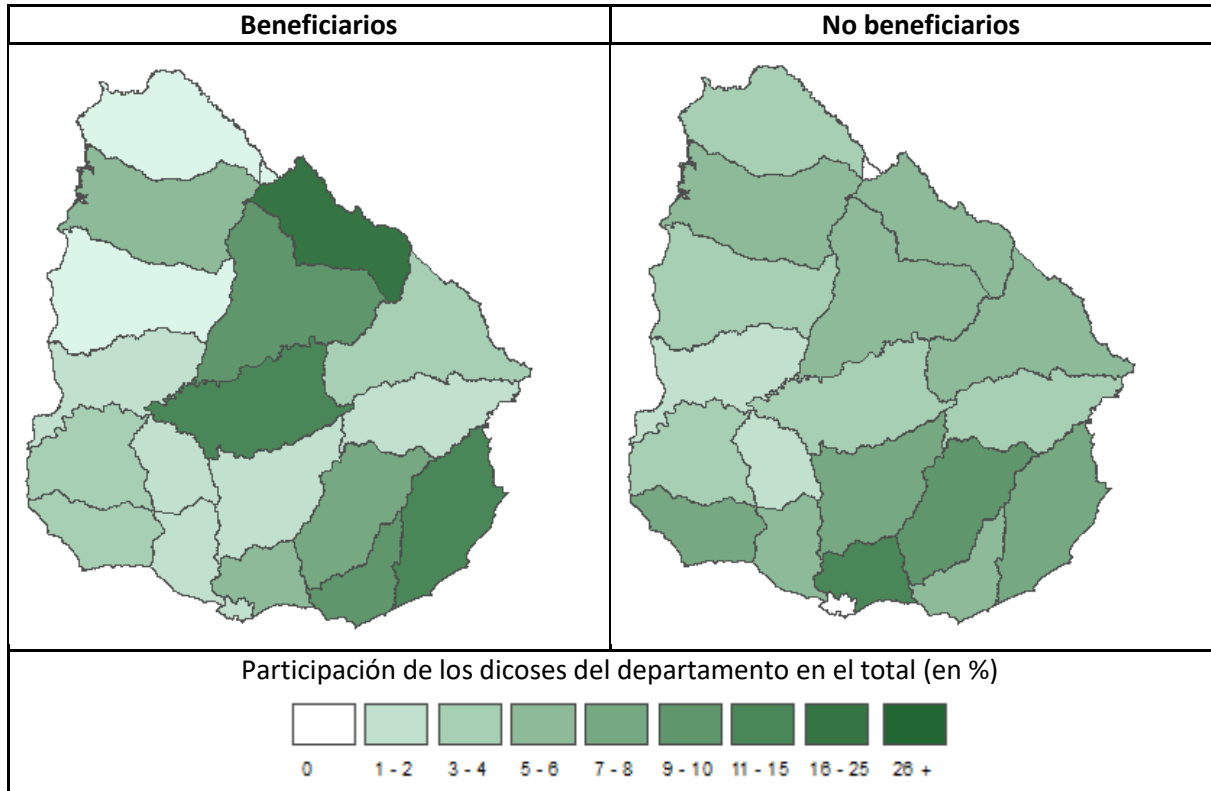 Beneficiarios
No beneficiarios
Participación de los dicoses del departamento en el total (en %)
0 1 - 2 3 - 4 5 - 6 7 - 8 9 - 10 11 - 15 16 - 25 26 +